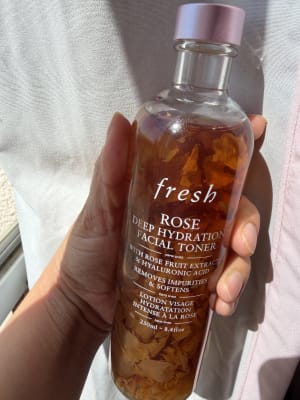 fresh
ROSE
DEEP HYDRATION
FACIAL TONER
WITH ROSE FRUIT EXTRACT
& HYALURONIC ACID
REMOVES IMPURITIES
& SOFTENS
LOTION VISAGE
HYDRATATION
INTENSE À LA ROSE
250ml • 8.4fl